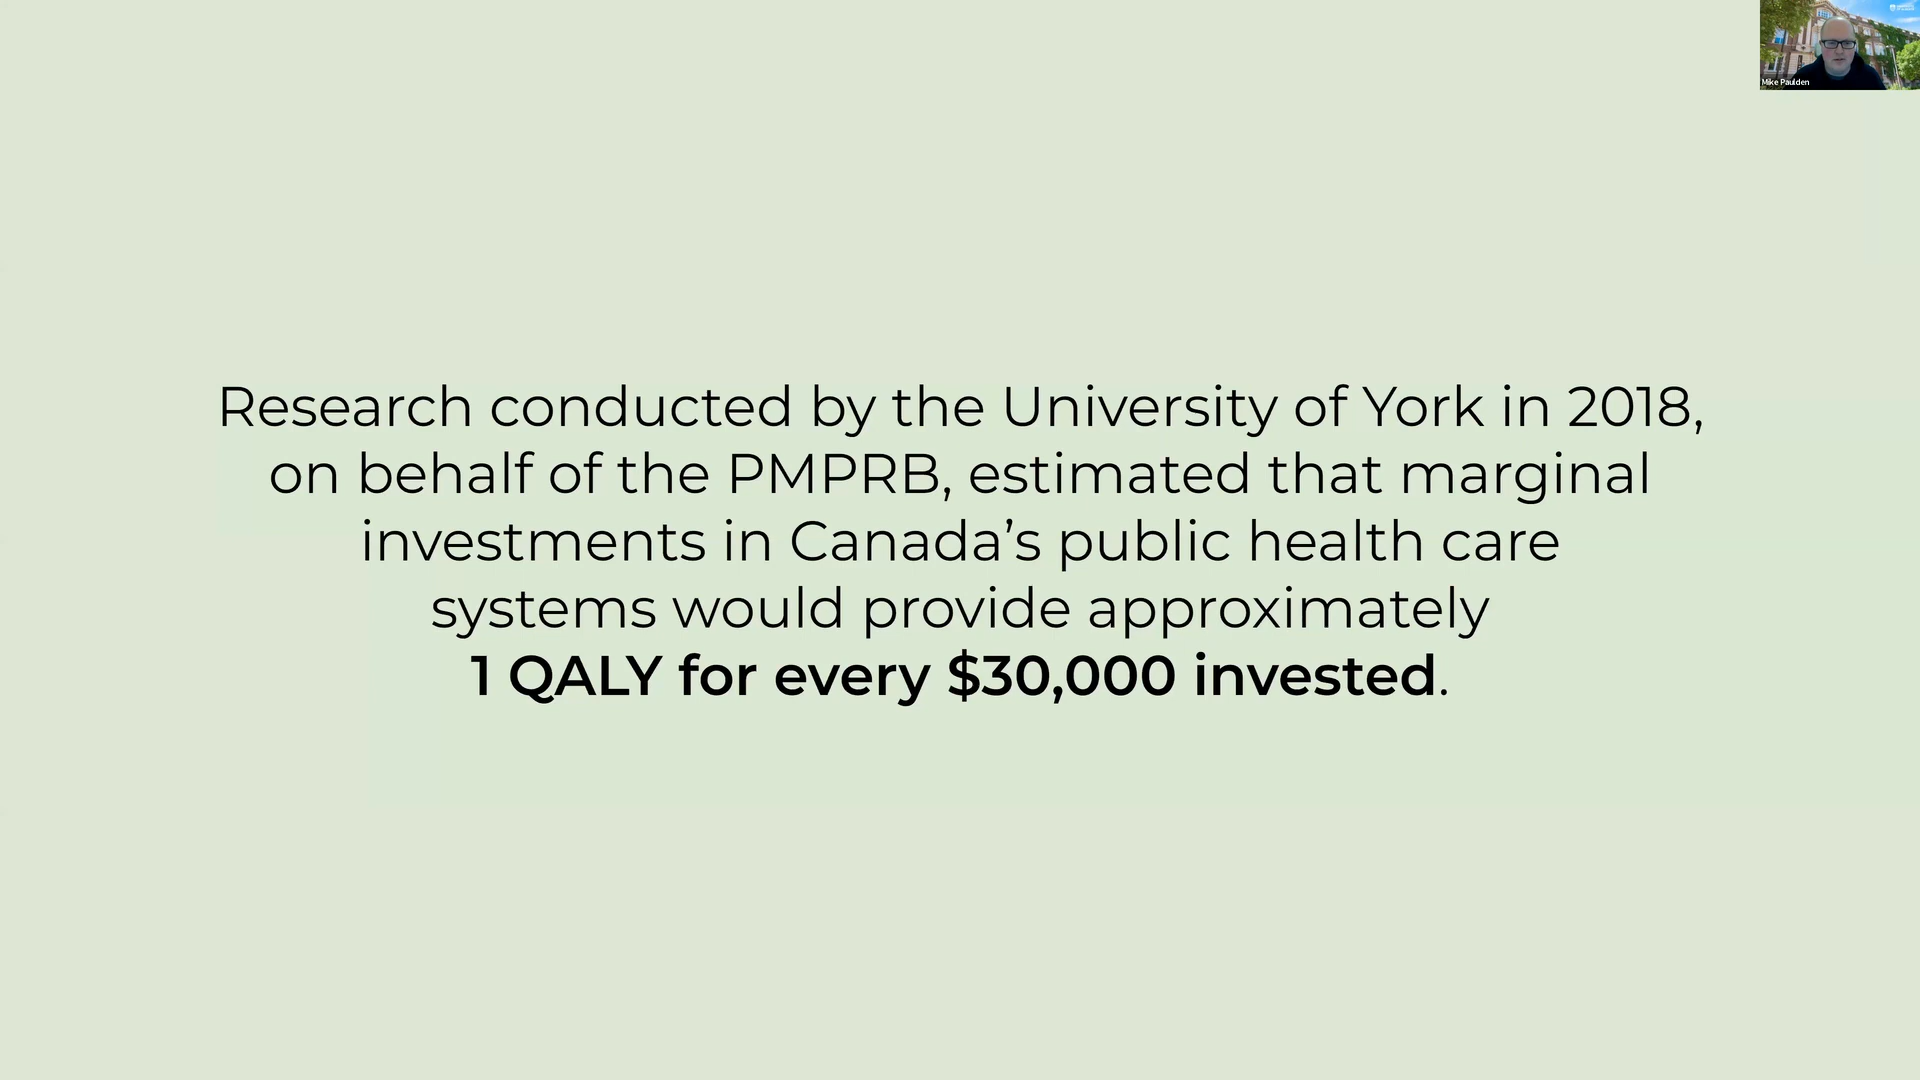 Mike Paulden
Research conducted by the University of York in 2018,
on behalf of the PMPRB, estimated that marginal
investments in Canada’s public health care
systems would provide approximately
1 QALY for every $30,000 invested.